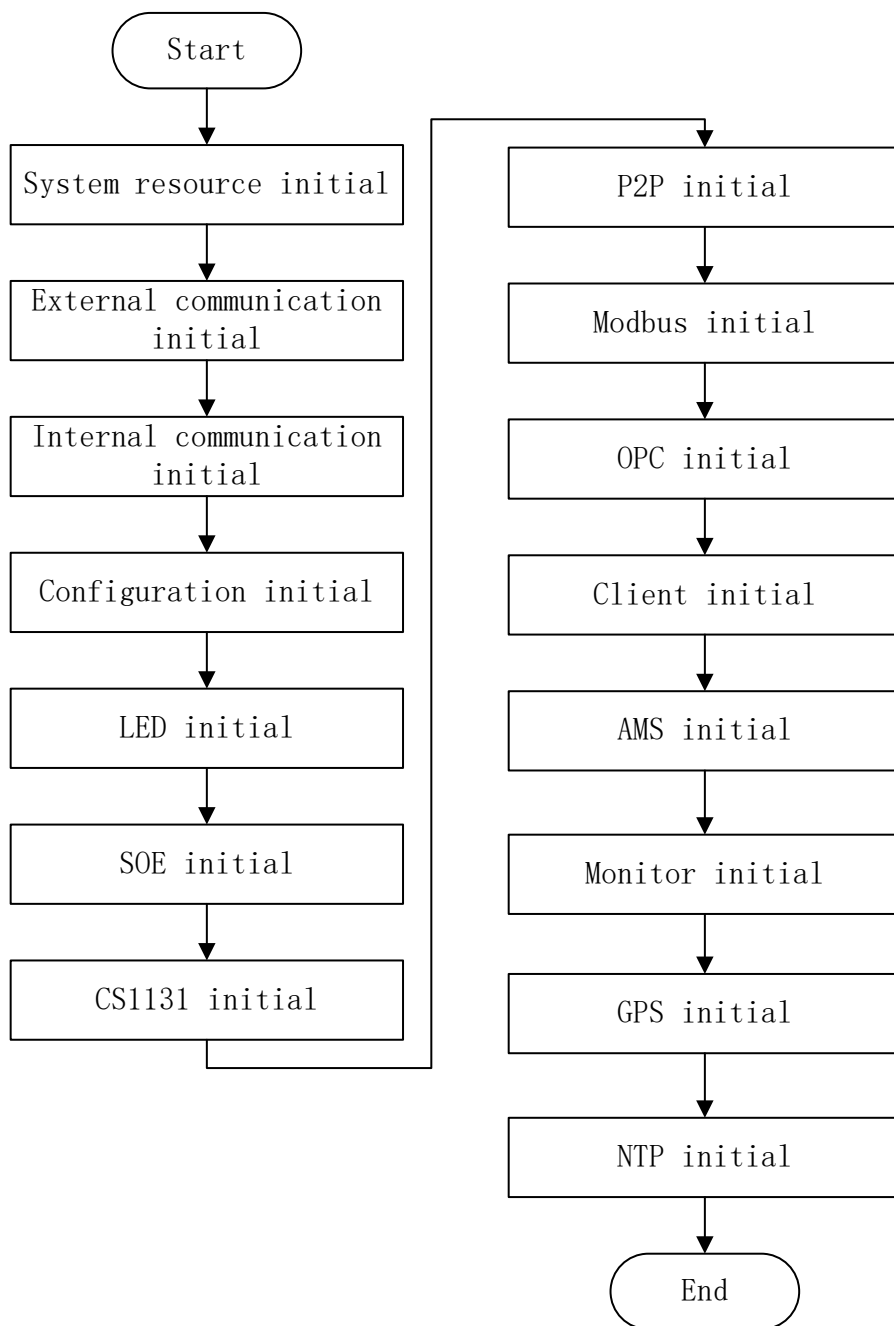 Start
System resource initial
External communication
initial
Internal communication
initial
Configuration initial
LED initial
SOE initial
CS1131 initial
P2P initial
Modbus initial
OPC initial
Client initial
AMS initial
Monitor initial
GPS initial
NTP initial
End